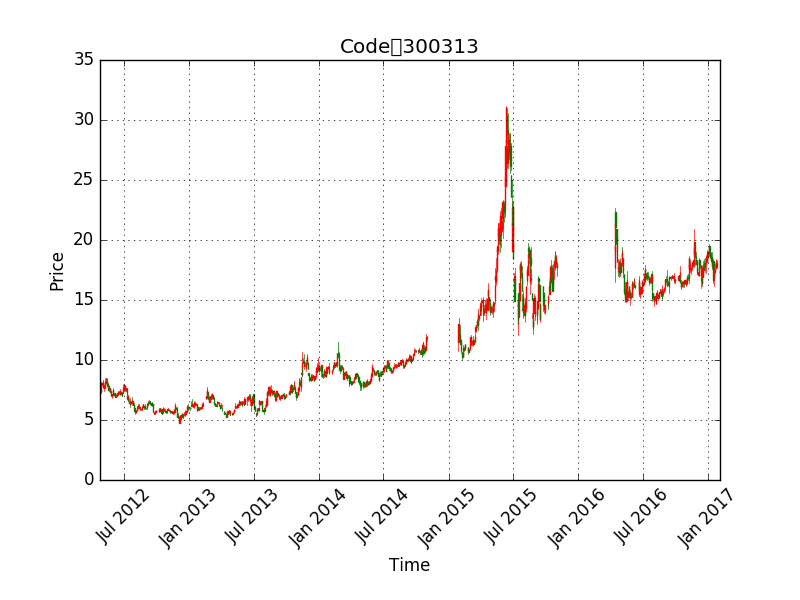 Code▯300313
35
30
25
20
15
10
5
0
Price
Jul 2012
Jan 2013
Jul 2013
Jan 2014
Jul 2014
Jan 2015
Jul 2015
Jan 2016
Jul 2016
Jan 2017
Time